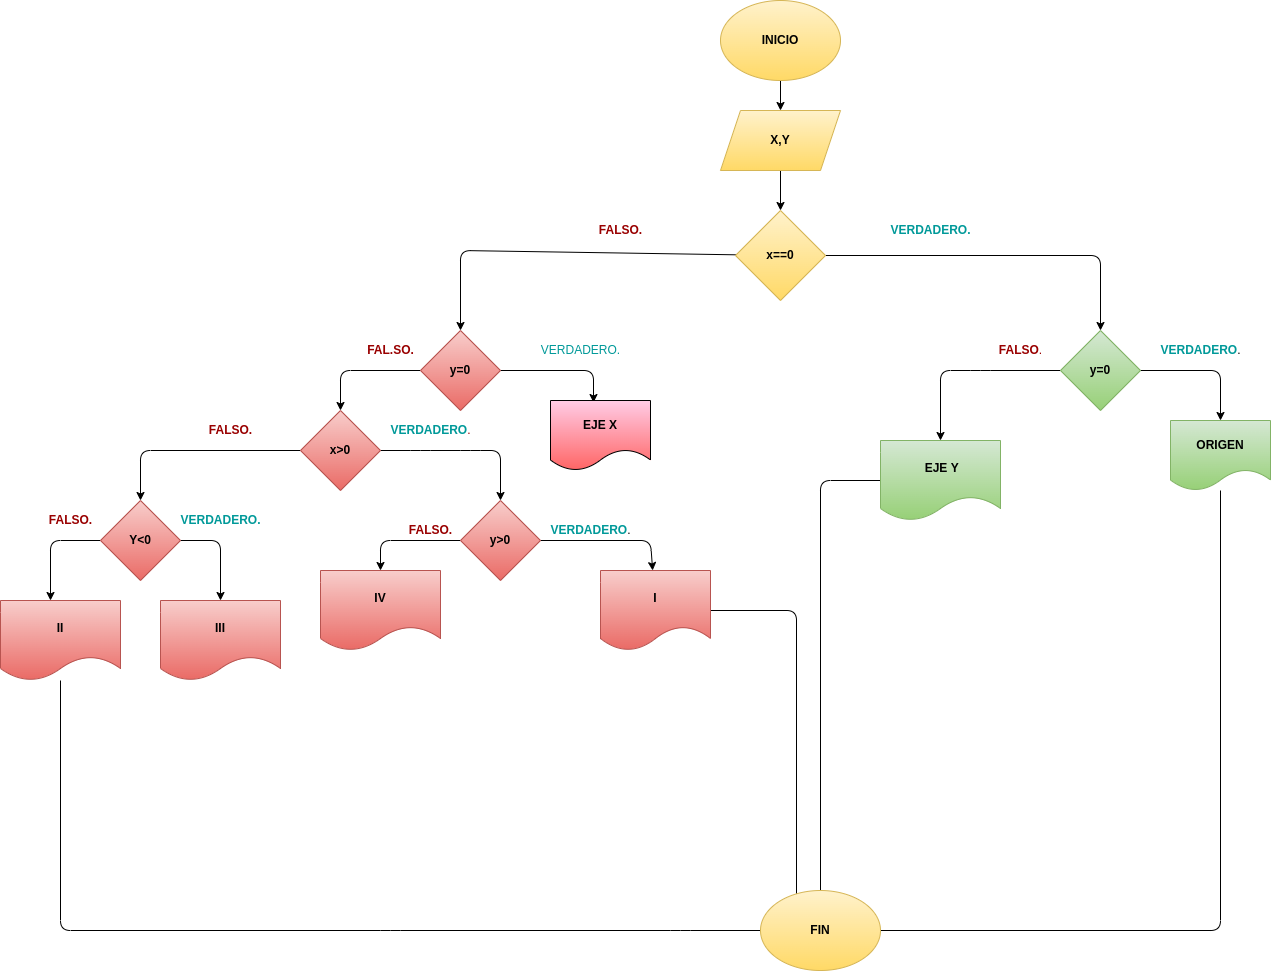 INICIO
X,Y
x==0
FALSO.
VERDADERO.
FAL.SO.
y=0
VERDADERO.
FALSO.
y=0
VERDADERO.
EJE X
FALSO.
x>0
VERDADERO.
EJE Y
ORIGEN
FALSO.
Y<0
VERDADERO.
FALSO.
y>0
VERDADERO.
II
III
IV
I
FIN